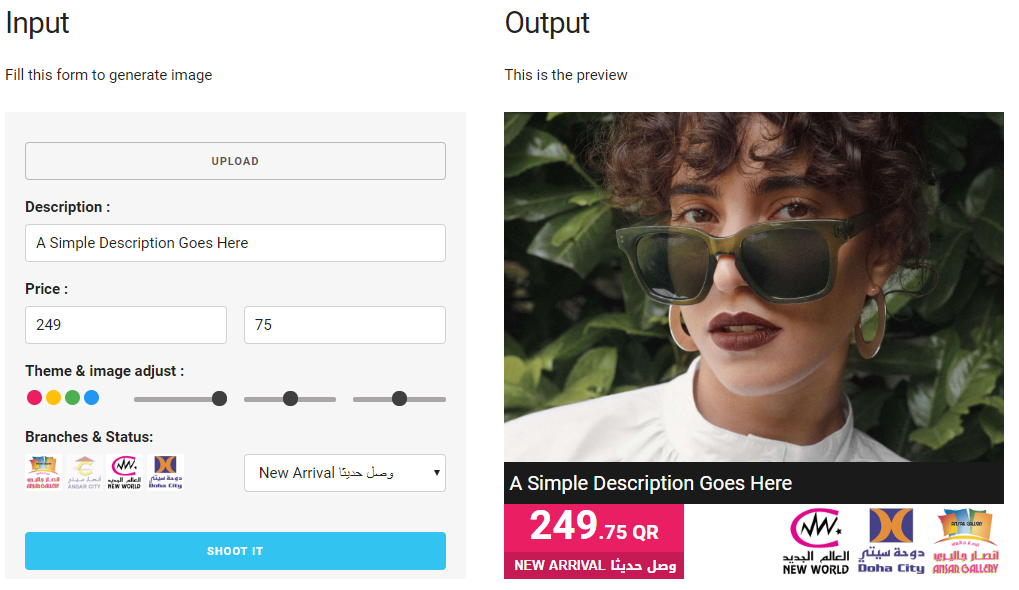 Input
Fill this form to generate image
UPLOAD
Description :
A Simple Description Goes Here
Price :
249
75
Theme & image adjust :
Branches & Status:
انصار جاليري
ANSAR GALLERY
انصار سيتي
ANSAR CITY
العالم الجديد
NEW WORLD
دوحة سيتي
Doha City
New Arrival وصل حديثا
SHOOT IT
Output
This is the preview
A Simple Description Goes Here
249.75 QR
NEW ARRIVAL وصل حديثا
العالم الجديد
NEW WORLD
دوحة سيتي
Doha City
ANSAR GALLERY
انصار جاليري
ANSAR GALLERY